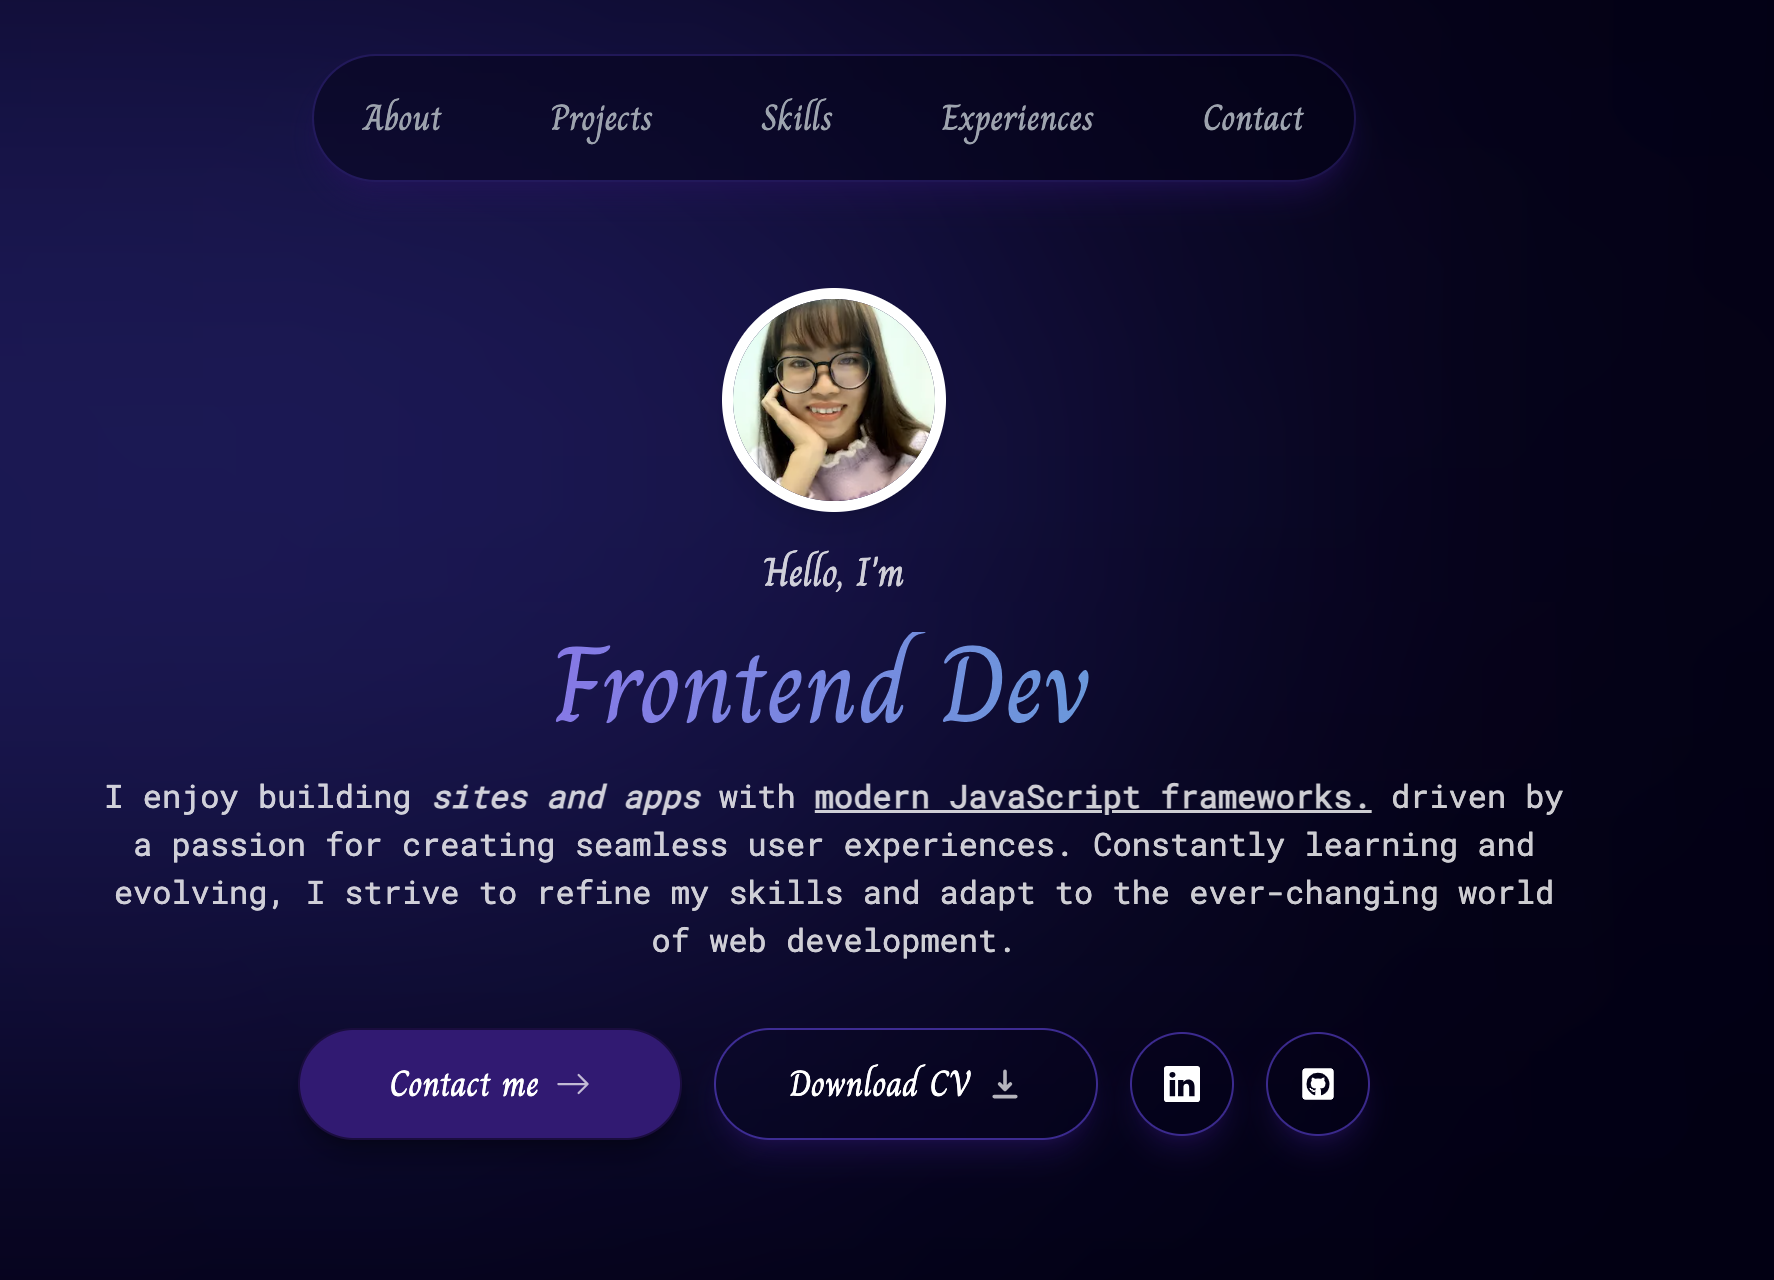 About Projects Skills Experiences Contact
Hello, I'm
Frontend Dev
I enjoy building sites and apps with modern JavaScript frameworks. driven by
a passion for creating seamless user experiences. Constantly learning and
evolving, I strive to refine my skills and adapt to the ever-changing world
of web development.
Contact me Download CV in